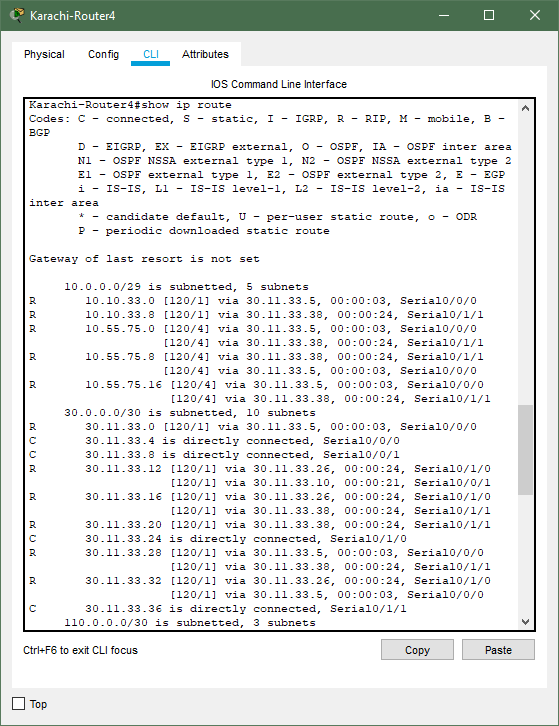 Karachi-Router4
Physical Config CLI Attributes
IOS Command Line Interface
Karachi-Router4#show ip route
Codes: C - connected, S - static, I - IGRP, R - RIP, M - mobile, B -
BGP
       D - EIGRP, EX - EIGRP external, O - OSPF, IA - OSPF inter area
       N1 - OSPF NSSA external type 1, N2 - OSPF NSSA external type 2
       E1 - OSPF external type 1, E2 - OSPF external type 2, E - EGP
       i - IS-IS, L1 - IS-IS level-1, L2 - IS-IS level-2, ia - IS-IS
inter area
       * - candidate default, U - per-user static route, o - ODR
       P - periodic downloaded static route
Gateway of last resort is not set
     10.0.0.0/29 is subnetted, 5 subnets
R       10.10.33.0 [120/1] via 30.11.33.5, 00:00:03, Serial0/0/0
R       10.10.33.8 [120/1] via 30.11.33.38, 00:00:24, Serial0/1/1
R       10.55.75.0 [120/4] via 30.11.33.5, 00:00:03, Serial0/0/0
                   [120/4] via 30.11.33.38, 00:00:24, Serial0/1/1
R       10.55.75.8 [120/4] via 30.11.33.38, 00:00:24, Serial0/1/1
                   [120/4] via 30.11.33.5, 00:00:03, Serial0/0/0
R       10.55.75.16 [120/4] via 30.11.33.5, 00:00:03, Serial0/0/0
                    [120/4] via 30.11.33.38, 00:00:24, Serial0/1/1
     30.0.0.0/30 is subnetted, 10 subnets
R       30.11.33.0 [120/1] via 30.11.33.5, 00:00:03, Serial0/0/0
C       30.11.33.4 is directly connected, Serial0/0/0
C       30.11.33.8 is directly connected, Serial0/0/1
R       30.11.33.12 [120/1] via 30.11.33.26, 00:00:24, Serial0/1/0
                    [120/1] via 30.11.33.10, 00:00:21, Serial0/0/1
R       30.11.33.16 [120/1] via 30.11.33.26, 00:00:24, Serial0/1/0
                    [120/1] via 30.11.33.38, 00:00:24, Serial0/1/1
R       30.11.33.20 [120/1] via 30.11.33.38, 00:00:24, Serial0/1/1
C       30.11.33.24 is directly connected, Serial0/1/0
R       30.11.33.28 [120/1] via 30.11.33.5, 00:00:03, Serial0/0/0
                    [120/1] via 30.11.33.38, 00:00:24, Serial0/1/1
R       30.11.33.32 [120/1] via 30.11.33.26, 00:00:24, Serial0/1/0
                    [120/1] via 30.11.33.5, 00:00:03, Serial0/0/0
C       30.11.33.36 is directly connected, Serial0/1/1
     110.0.0.0/30 is subnetted, 3 subnets
Ctrl+F6 to exit CLI focus
Copy Paste
Top